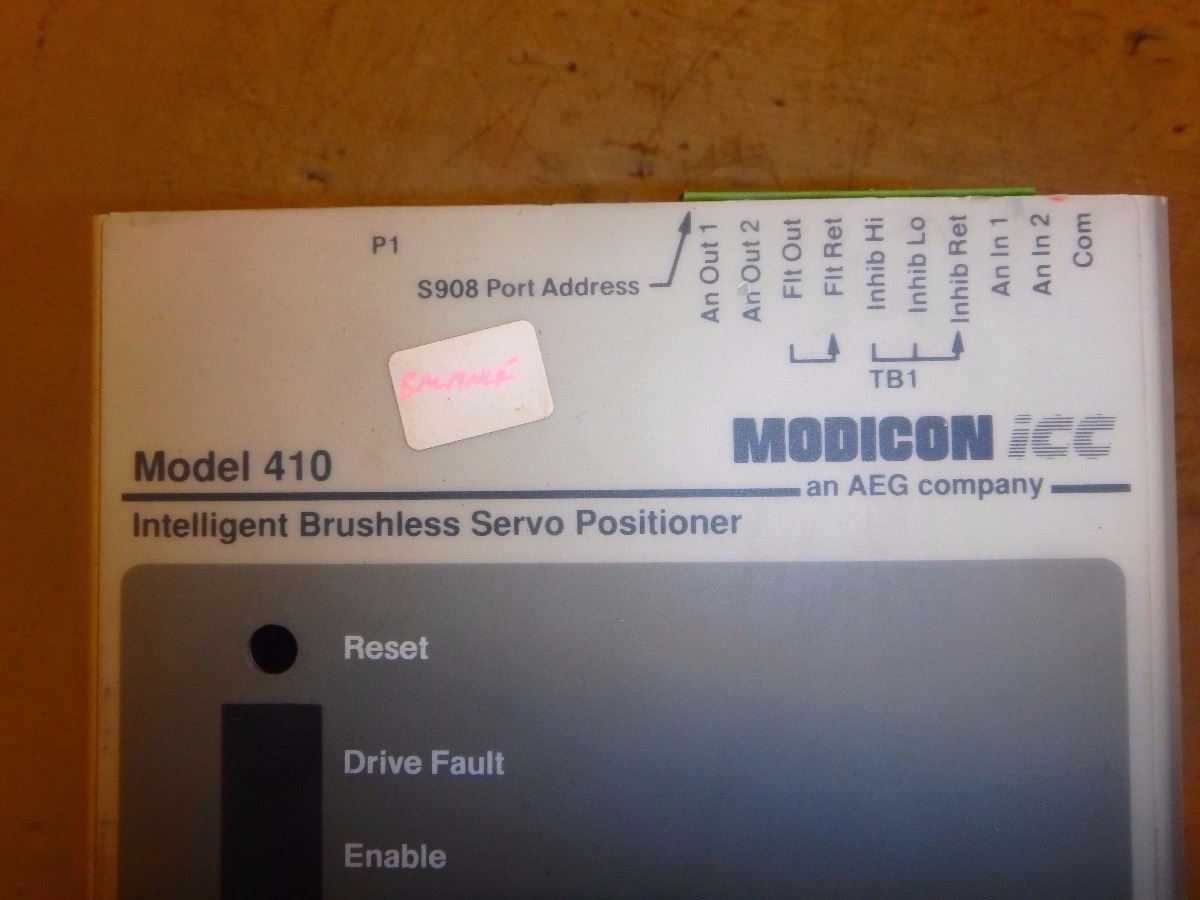 P1
S908 Port Address
An Out 1
An Out 2
Flt Out
Flt Ret
Inhib Hi
Inhib Lo
Inhib Ret
An In 1
An In 2
Com
TB1
BALANCE
MODICON icc
Model 410
an AEG company
Intelligent Brushless Servo Positioner
Reset
Drive Fault
Enable